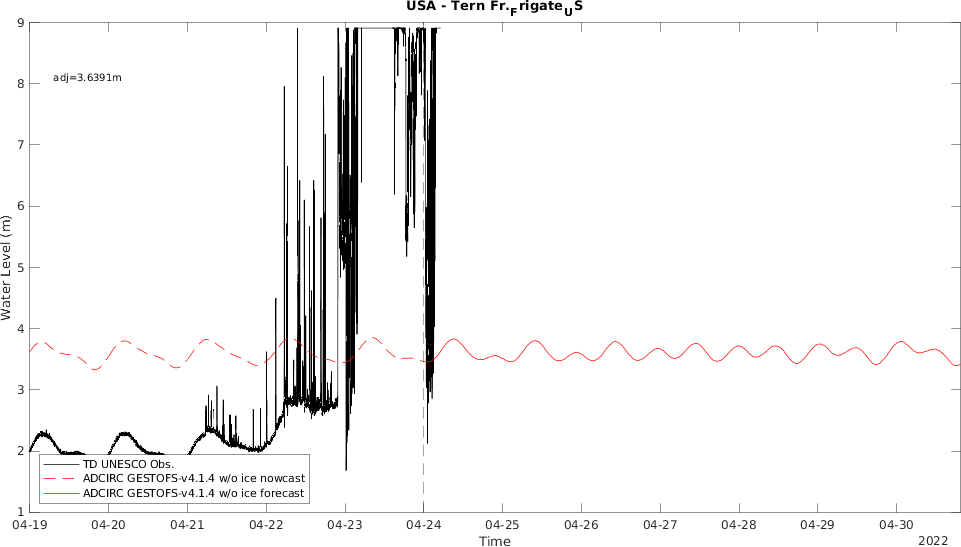 USA - Tern Fr.FrigateUS
9
adj=3.6391m
8
7
6
5
4
3
2
1
Water Level (m)
TD UNESCO Obs.
ADCIRC GESTOFS-v4.1.4 w/o ice nowcast
ADCIRC GESTOFS-v4.1.4 w/o ice forecast
04-19 04-20 04-21 04-22 04-23 04-24 04-25 04-26 04-27 04-28 04-29 04-30
Time
2022